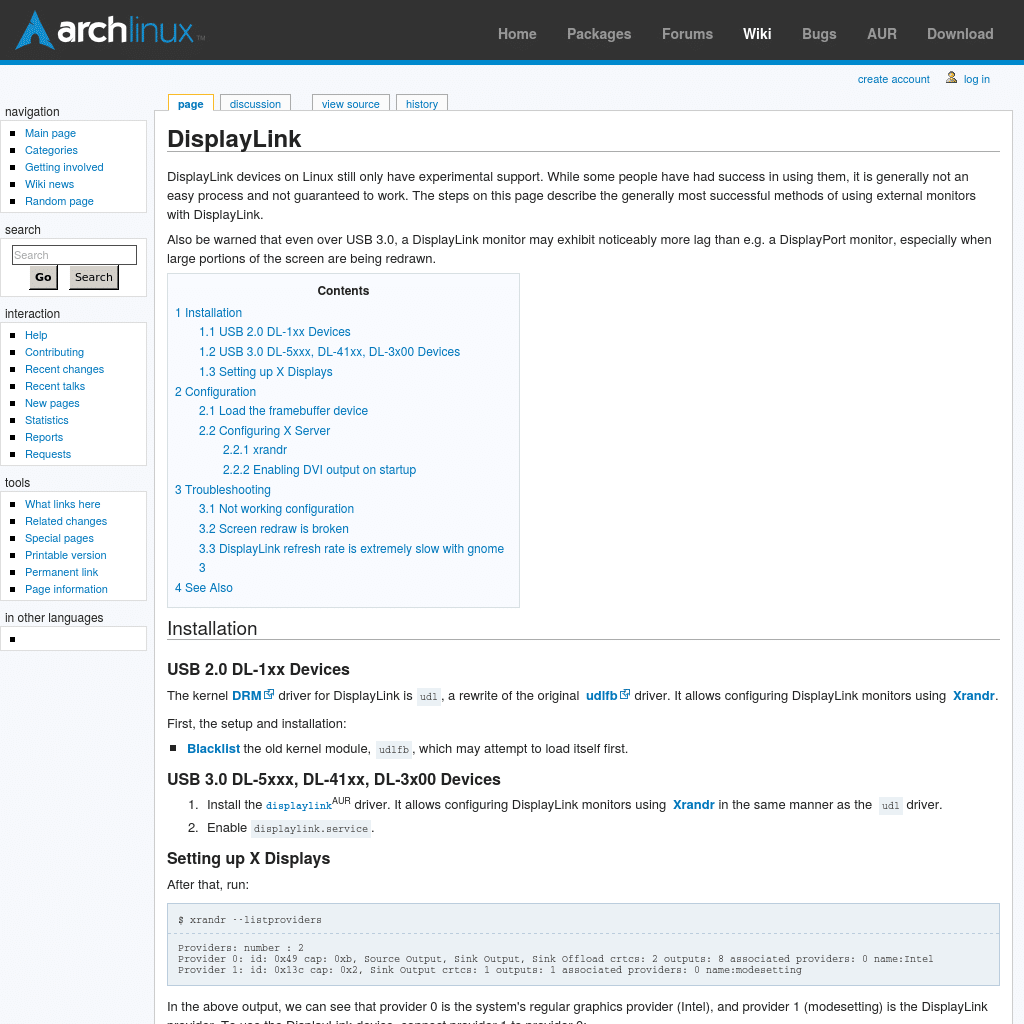 archlinux™
Home Packages Forums Wiki Bugs AUR Download
create account log in
page discussion view source history
navigation
Main page
Categories
Getting involved
Wiki news
Random page
search
Search
Go Search
interaction
Help
Contributing
Recent changes
Recent talks
New pages
Statistics
Reports
Requests
tools
What links here
Related changes
Special pages
Printable version
Permanent link
Page information
in other languages
DisplayLink
DisplayLink devices on Linux still only have experimental support. While some people have had success in using them, it is generally not an
easy process and not guaranteed to work. The steps on this page describe the generally most successful methods of using external monitors
with DisplayLink.
Also be warned that even over USB 3.0, a DisplayLink monitor may exhibit noticeably more lag than e.g. a DisplayPort monitor, especially when
large portions of the screen are being redrawn.
Contents
1 Installation
1.1 USB 2.0 DL-1xx Devices
1.2 USB 3.0 DL-5xxx, DL-41xx, DL-3x00 Devices
1.3 Setting up X Displays
2 Configuration
2.1 Load the framebuffer device
2.2 Configuring X Server
2.2.1 xrandr
2.2.2 Enabling DVI output on startup
3 Troubleshooting
3.1 Not working configuration
3.2 Screen redraw is broken
3.3 DisplayLink refresh rate is extremely slow with gnome
3
4 See Also
Installation
USB 2.0 DL-1xx Devices
The kernel DRM driver for DisplayLink is udl, a rewrite of the original udlfb driver. It allows configuring DisplayLink monitors using Xrandr.
First, the setup and installation:
Blacklist the old kernel module, udlfb, which may attempt to load itself first.
USB 3.0 DL-5xxx, DL-41xx, DL-3x00 Devices
1. Install the displaylinkAUR driver. It allows configuring DisplayLink monitors using Xrandr in the same manner as the udl driver.
2. Enable displaylink.service.
Setting up X Displays
After that, run:
$ xrandr --listproviders
Providers: number : 2
Provider 0: id: 0x49 cap: 0xb, Source Output, Sink Output, Sink Offload crtcs: 2 outputs: 8 associated providers: 0 name:Intel
Provider 1: id: 0x13c cap: 0x2, Sink Output crtcs: 1 outputs: 1 associated providers: 0 name:modesetting
In the above output, we can see that provider 0 is the system's regular graphics provider (Intel), and provider 1 (modesetting) is the DisplayLink
provider. To use the DisplayLink device, connect provider 1 to provider 0: